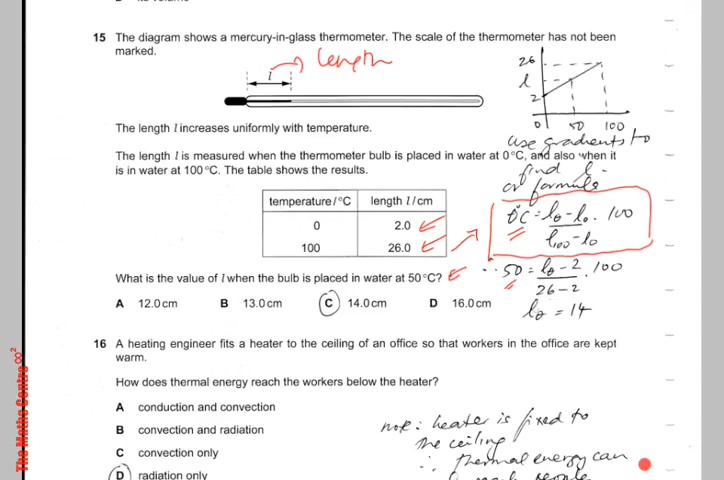 15 The diagram shows a mercury-in-glass thermometer. The scale of the thermometer has not been
marked.
length
l
26
l
2
0 50 100
The length l increases uniformly with temperature.
use gradients to
The length l is measured when the thermometer bulb is placed in water at 0°C, and also when it
is in water at 100°C. The table shows the results.
find l
or formula
temperature/°C length l/cm
0 2.0
100 26.0
θ°C = lθ - l0 . 100
l100 - l0
What is the value of l when the bulb is placed in water at 50°C?
∴ 50 = lθ - 2 . 100
26 - 2
A 12.0cm B 13.0cm C 14.0cm D 16.0cm
lθ = 14
16 A heating engineer fits a heater to the ceiling of an office so that workers in the office are kept
warm.
How does thermal energy reach the workers below the heater?
A conduction and convection
B convection and radiation
C convection only
D radiation only
note: heater is fixed to
the ceiling
∴ thermal energy can
The Maths Centre ∞²